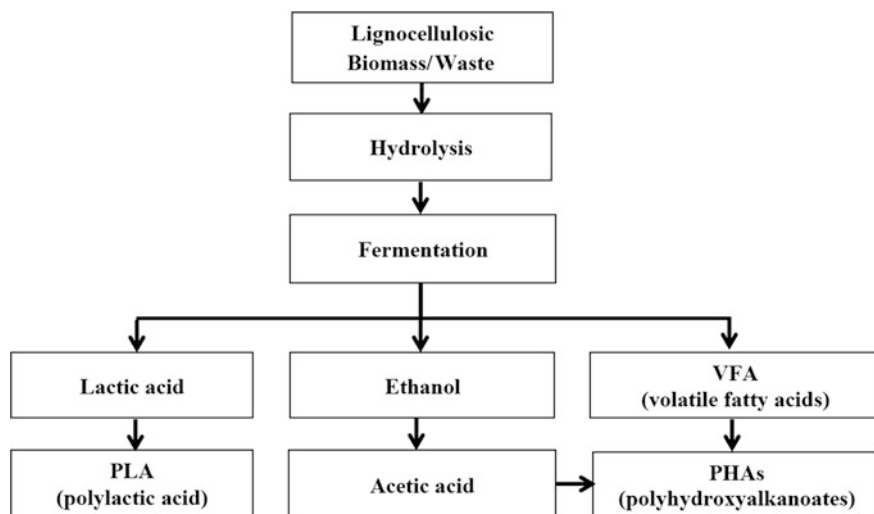 Lignocellulosic
Biomass/Waste
Hydrolysis
Fermentation
Lactic acid
Ethanol
VFA
(volatile fatty acids)
PLA
(polylactic acid)
Acetic acid
PHAs
(polyhydroxyalkanoates)